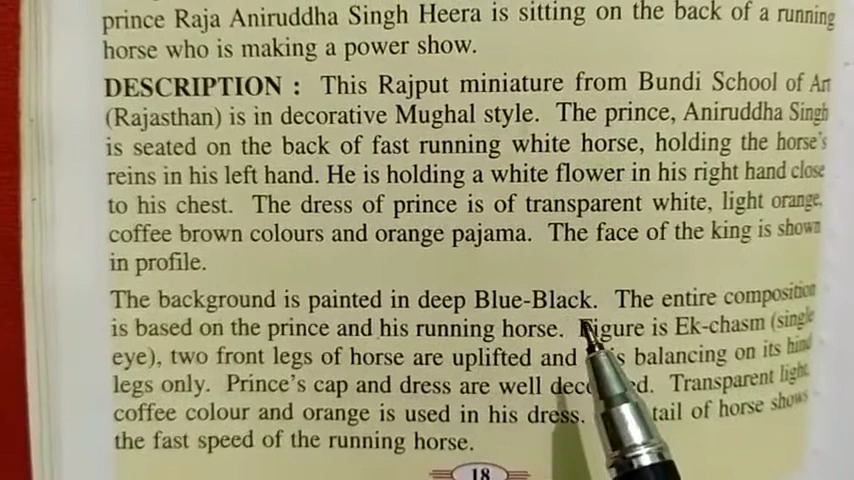 prince Raja Aniruddha Singh Heera is sitting on the back of a running
horse who is making a power show.
DESCRIPTION : This Rajput miniature from Bundi School of Art
(Rajasthan) is in decorative Mughal style. The prince, Aniruddha Singh
is seated on the back of fast running white horse, holding the horse's
reins in his left hand. He is holding a white flower in his right hand close
to his chest. The dress of prince is of transparent white, light orange,
coffee brown colours and orange pajama. The face of the king is shown
in profile.
The background is painted in deep Blue-Black. The entire composition
is based on the prince and his running horse. Figure is Ek-chasm (single
eye), two front legs of horse are uplifted and is balancing on its hind
legs only. Prince's cap and dress are well
Transparent light,
coffee colour and orange is used in his dress. tail of horse shows
the fast speed of the running horse.
18